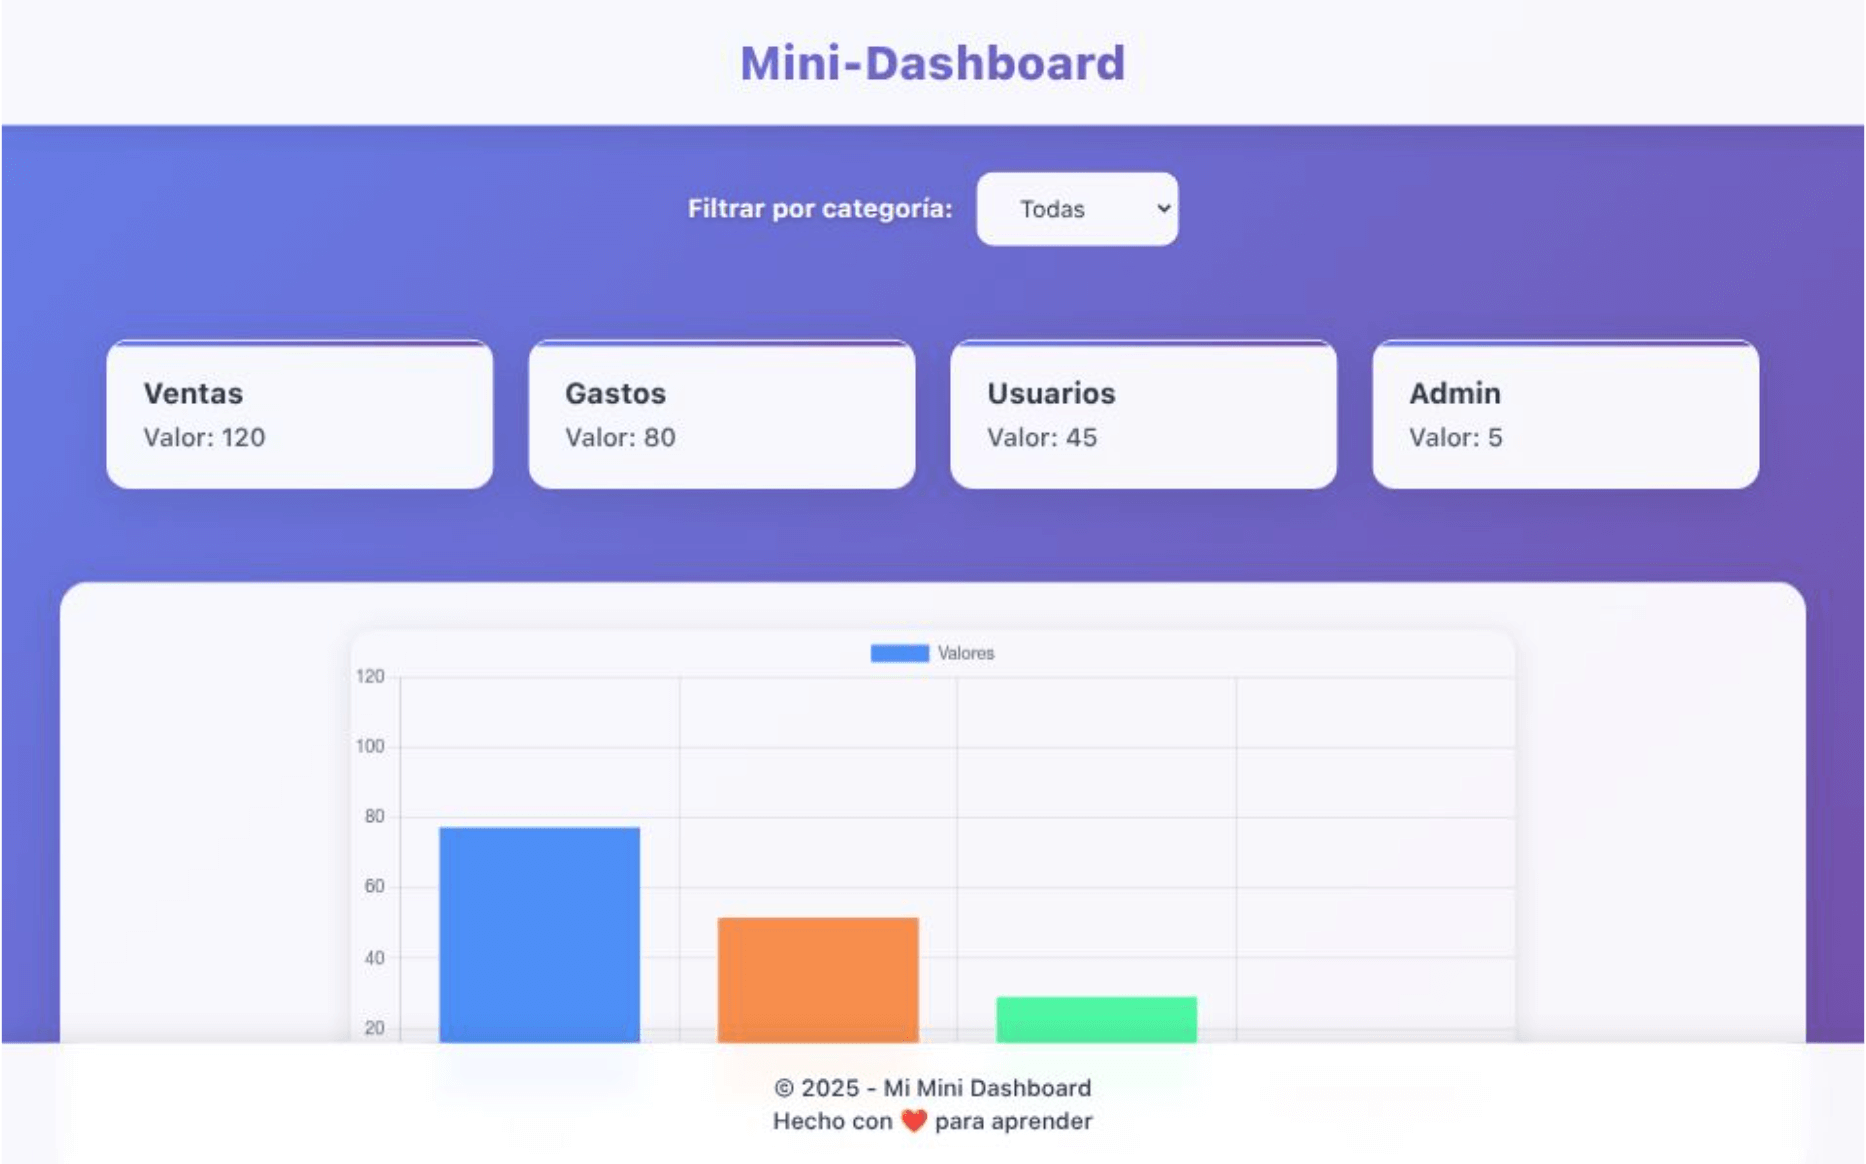 Mini-Dashboard
Filtrar por categoría: Todas
Ventas
Valor: 120
Gastos
Valor: 80
Usuarios
Valor: 45
Admin
Valor: 5
Valores
120
100
80
60
40
20
© 2025 - Mi Mini Dashboard
Hecho con ❤️ para aprender